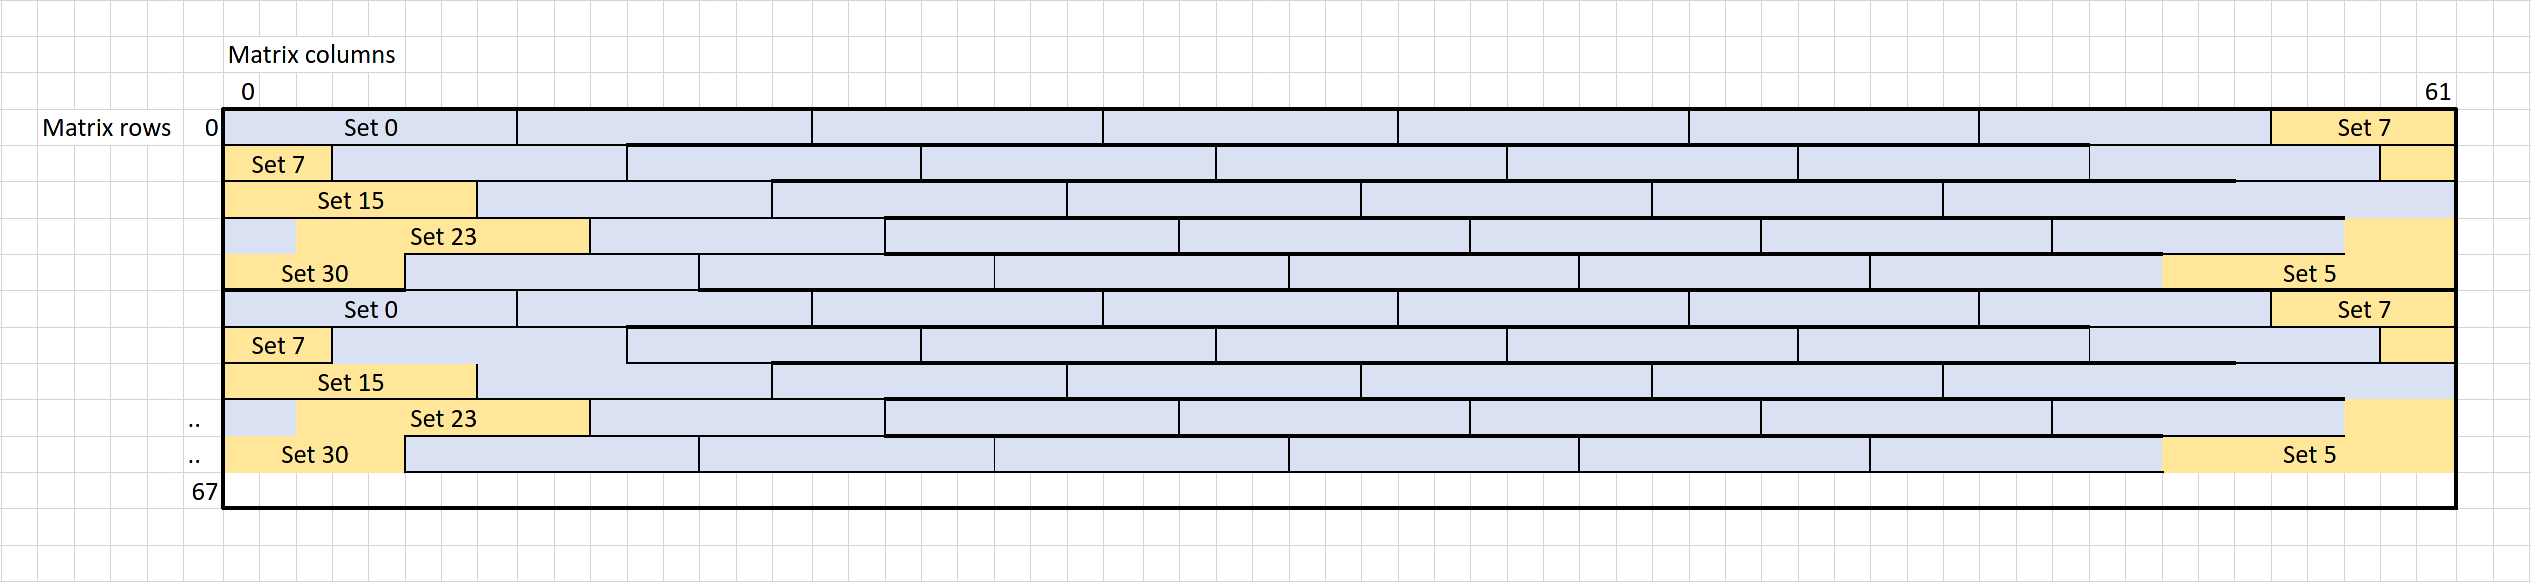 Matrix columns
0 61
Matrix rows 0 Set 0 Set 7
Set 7
Set 15
Set 23
Set 30 Set 5
Set 0 Set 7
Set 7
Set 15
.. Set 23
.. Set 30 Set 5
67